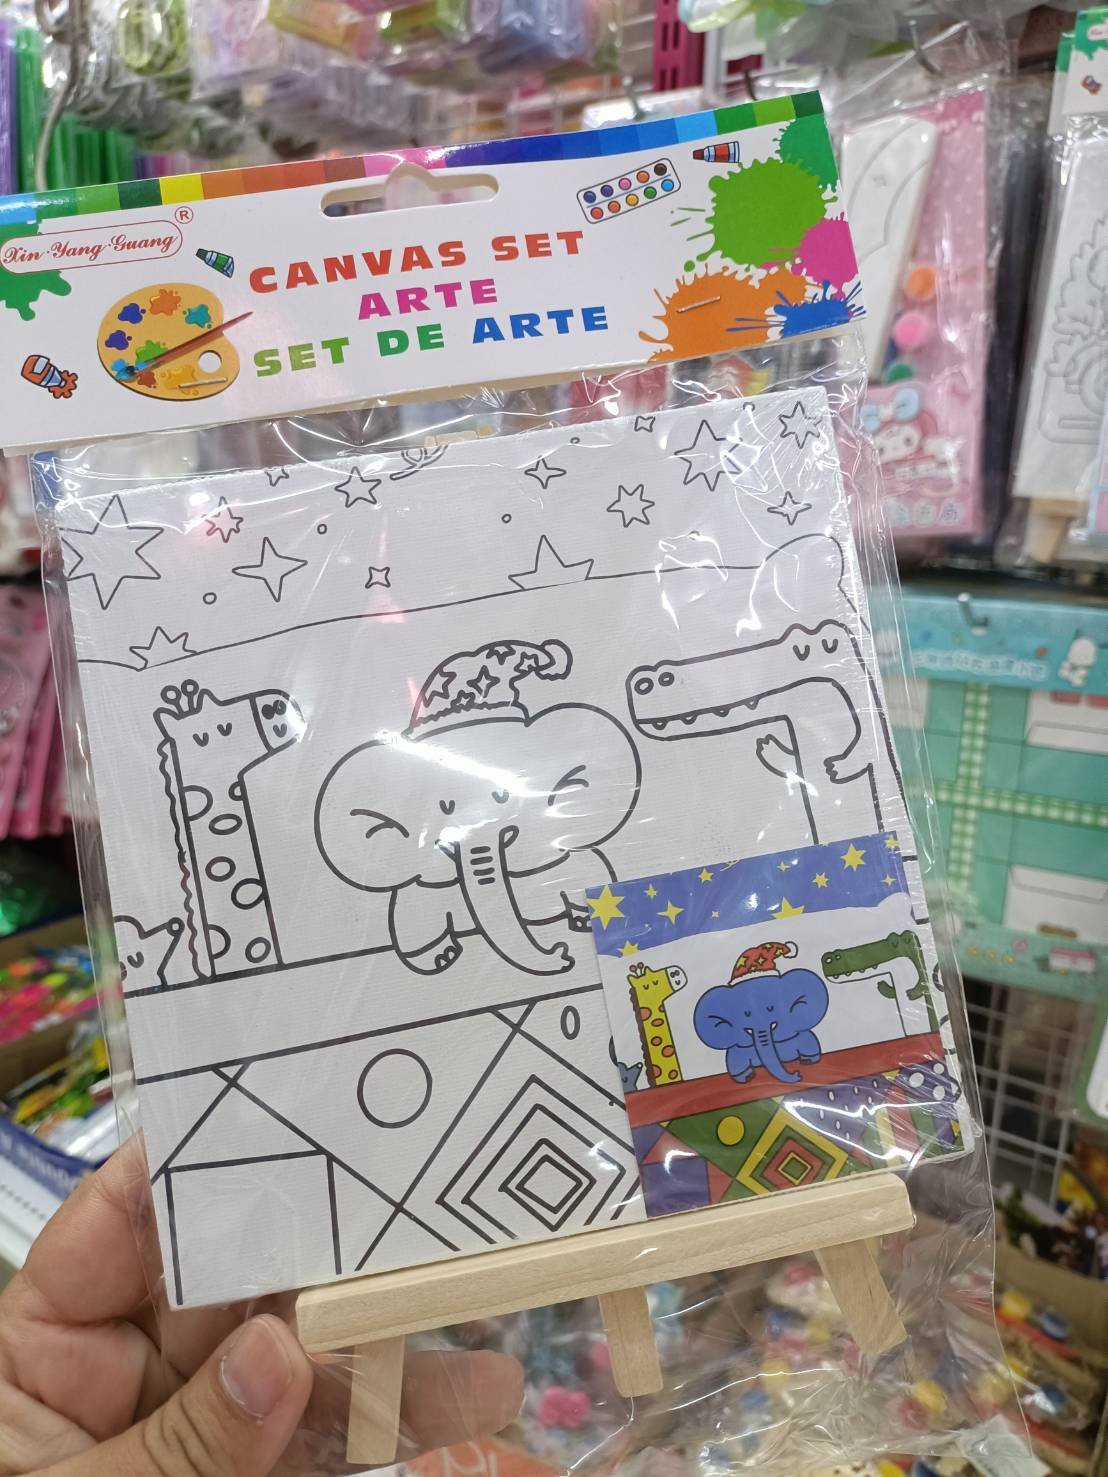 Xin·Yang·Guang®
CANVAS SET
ARTE
SET DE ARTE